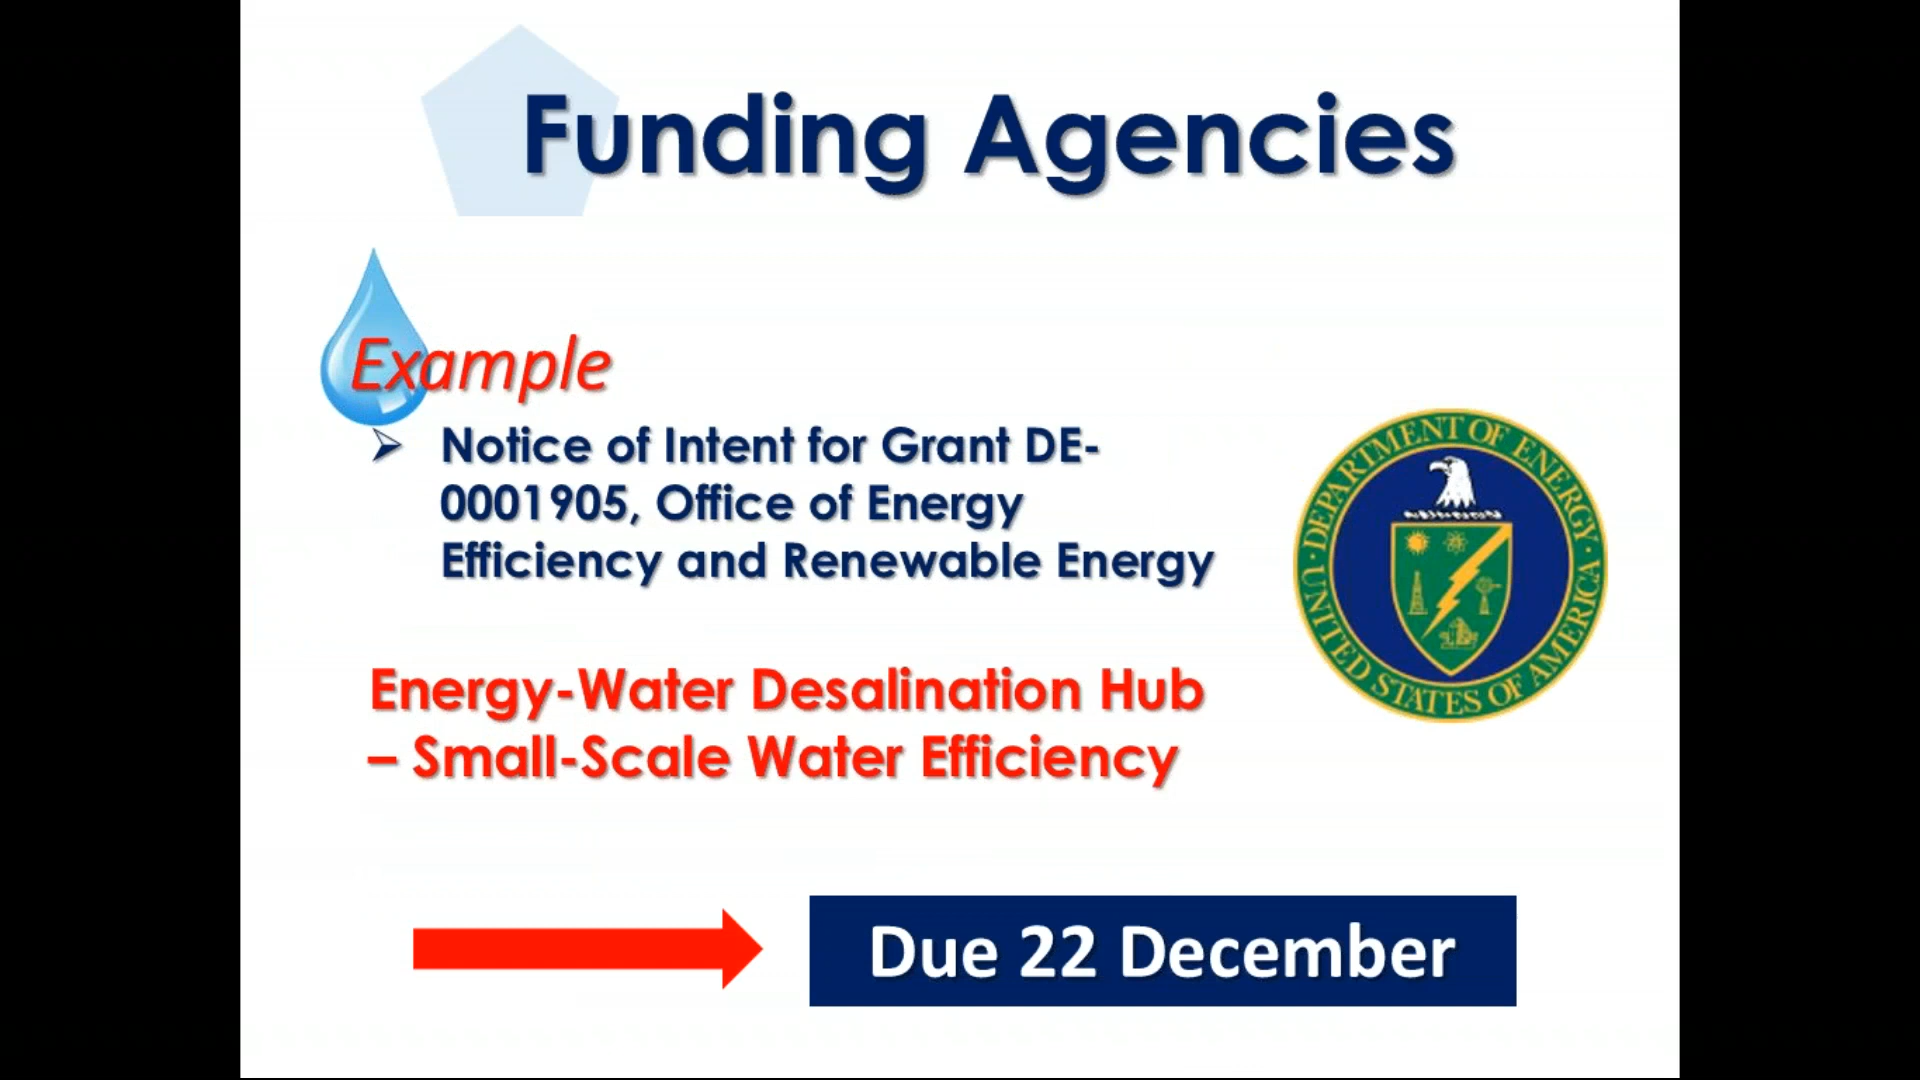 Funding Agencies
Example
Notice of Intent for Grant DE-
0001905, Office of Energy
Efficiency and Renewable Energy
DEPARTMENT OF ENERGY
UNITED STATES OF AMERICA
Energy-Water Desalination Hub
– Small-Scale Water Efficiency
Due 22 December